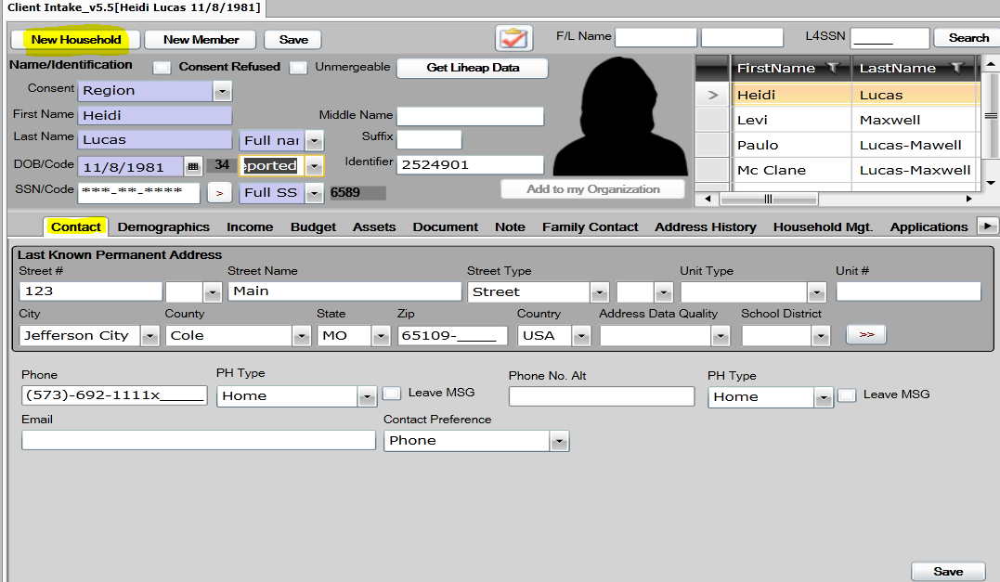 Client Intake_v5.5[Heidi Lucas 11/8/1981]
New Household New Member Save F/L Name L4SSN _____ Search
Name/Identification Consent Refused Unmergeable Get Liheap Data
Consent Region
First Name Heidi Middle Name
Last Name Lucas Full nar Suffix
DOB/Code 11/8/1981 34 eported Identifier 2524901
SSN/Code ***-**-**** > Full SS 6589 Add to my Organization
FirstName LastName
> Heidi Lucas
Levi Maxwell
Paulo Lucas-Mawell
Mc Clane Lucas-Maxwell
Contact Demographics Income Budget Assets Document Note Family Contact Address History Household Mgt. Applications
Last Known Permanent Address
Street # Street Name Street Type Unit Type Unit #
123 Main Street
City County State Zip Country Address Data Quality School District
Jefferson City Cole MO 65109-____ USA >>
Phone PH Type Phone No. Alt PH Type
(573)-692-1111x_____ Home Leave MSG Home Leave MSG
Email Contact Preference
Phone
Save